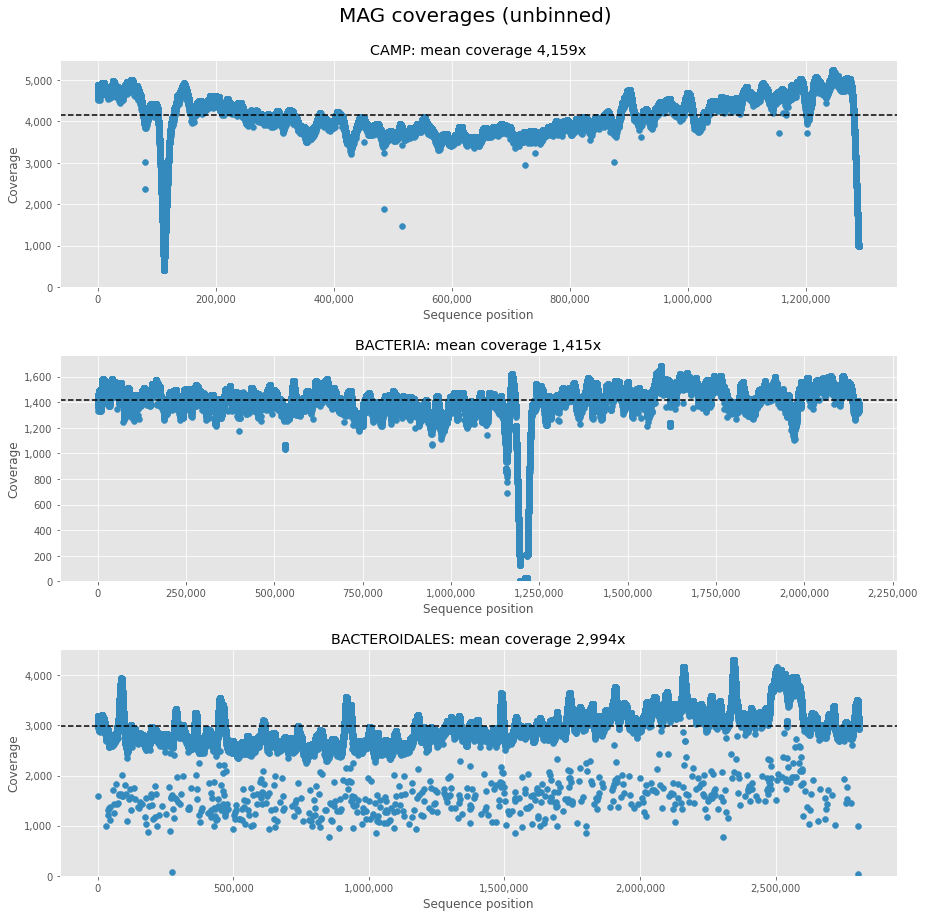 MAG coverages (unbinned)
CAMP: mean coverage 4,159x
5,000
4,000
3,000
2,000
1,000
0
Coverage
0 200,000 400,000 600,000 800,000 1,000,000 1,200,000
Sequence position
BACTERIA: mean coverage 1,415x
1,600
1,400
1,200
1,000
800
600
400
200
0
Coverage
0 250,000 500,000 750,000 1,000,000 1,250,000 1,500,000 1,750,000 2,000,000 2,250,000
Sequence position
BACTEROIDALES: mean coverage 2,994x
4,000
3,000
2,000
1,000
0
Coverage
0 500,000 1,000,000 1,500,000 2,000,000 2,500,000
Sequence position